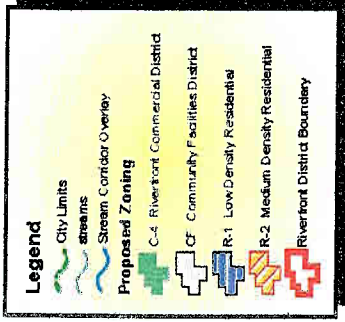 Legend
City Limits
streams
Stream Corridor Overlay
Proposed Zoning
C-4 Riverfront Commercial District
CF Community Facilities District
R-1 Low Density Residential
R-2 Medium Density Residential
Riverfront District Boundary